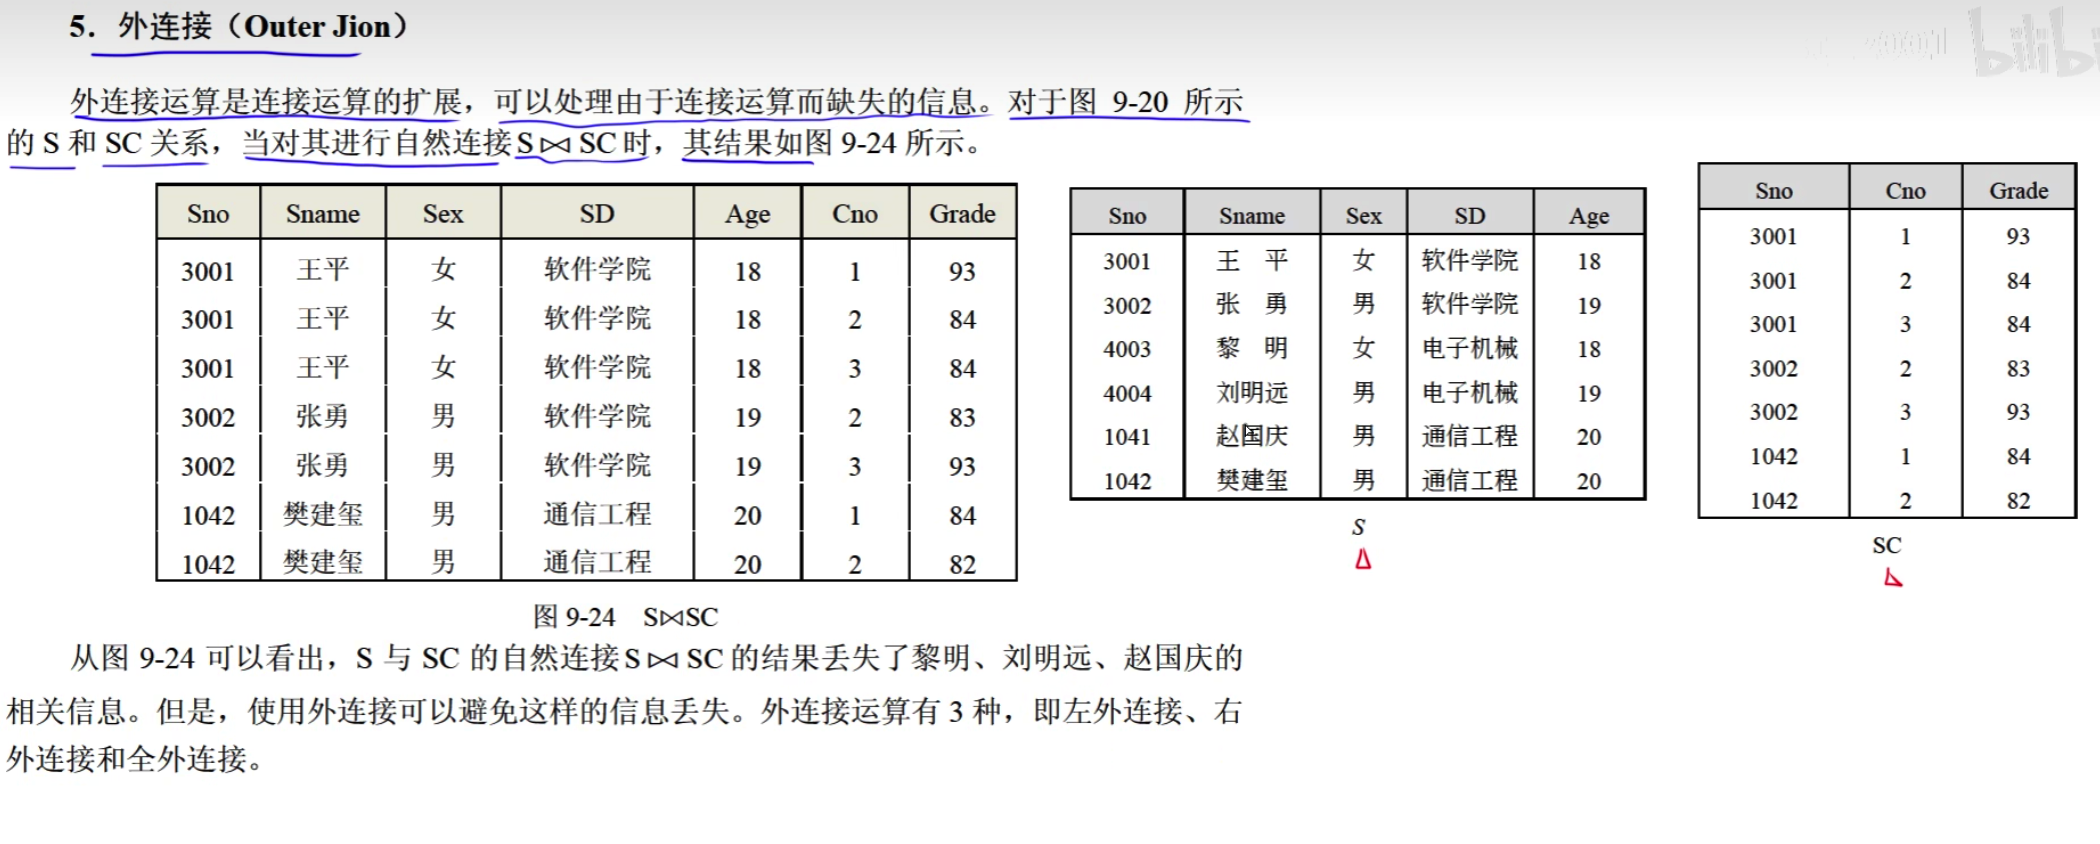 5. 外连接（Outer Jion）
外连接运算是连接运算的扩展，可以处理由于连接运算而缺失的信息。对于图 9-20 所示
的 S 和 SC 关系，当对其进行自然连接 S⋈SC 时，其结果如图 9-24 所示。
Sno Sname Sex SD Age Cno Grade
3001 王平 女 软件学院 18 1 93
3001 王平 女 软件学院 18 2 84
3001 王平 女 软件学院 18 3 84
3002 张勇 男 软件学院 19 2 83
3002 张勇 男 软件学院 19 3 93
1042 樊建玺 男 通信工程 20 1 84
1042 樊建玺 男 通信工程 20 2 82
图 9-24 S⋈SC
Sno Sname Sex SD Age
3001 王 平 女 软件学院 18
3002 张 勇 男 软件学院 19
4003 黎 明 女 电子机械 18
4004 刘明远 男 电子机械 19
1041 赵国庆 男 通信工程 20
1042 樊建玺 男 通信工程 20
S
Sno Cno Grade
3001 1 93
3001 2 84
3001 3 84
3002 2 83
3002 3 93
1042 1 84
1042 2 82
SC
从图 9-24 可以看出，S 与 SC 的自然连接 S⋈SC 的结果丢失了黎明、刘明远、赵国庆的
相关信息。但是，使用外连接可以避免这样的信息丢失。外连接运算有 3 种，即左外连接、右
外连接和全外连接。